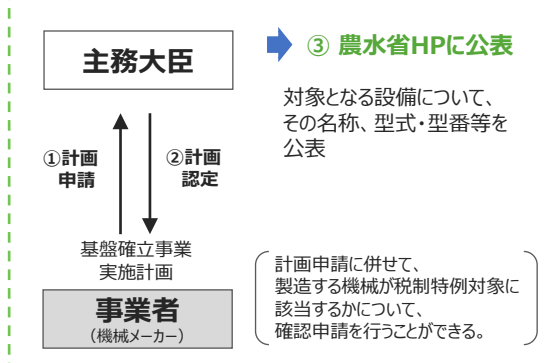 主務大臣
③ 農水省HPに公表
対象となる設備について、
その名称、型式・型番等を
公表
①計画
申請
②計画
認定
基盤確立事業
実施計画
事業者
（機械メーカー）
計画申請に併せて、
製造する機械が税制特例対象に
該当するかについて、
確認申請を行うことができる。